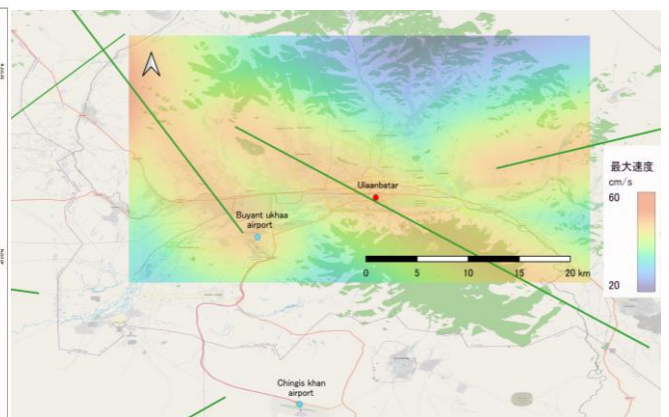 Ulaanbatar
Buyant ukhaa
airport
0 5 10 15 20 km
Chingis khan
airport
最大速度
cm/s
60
20